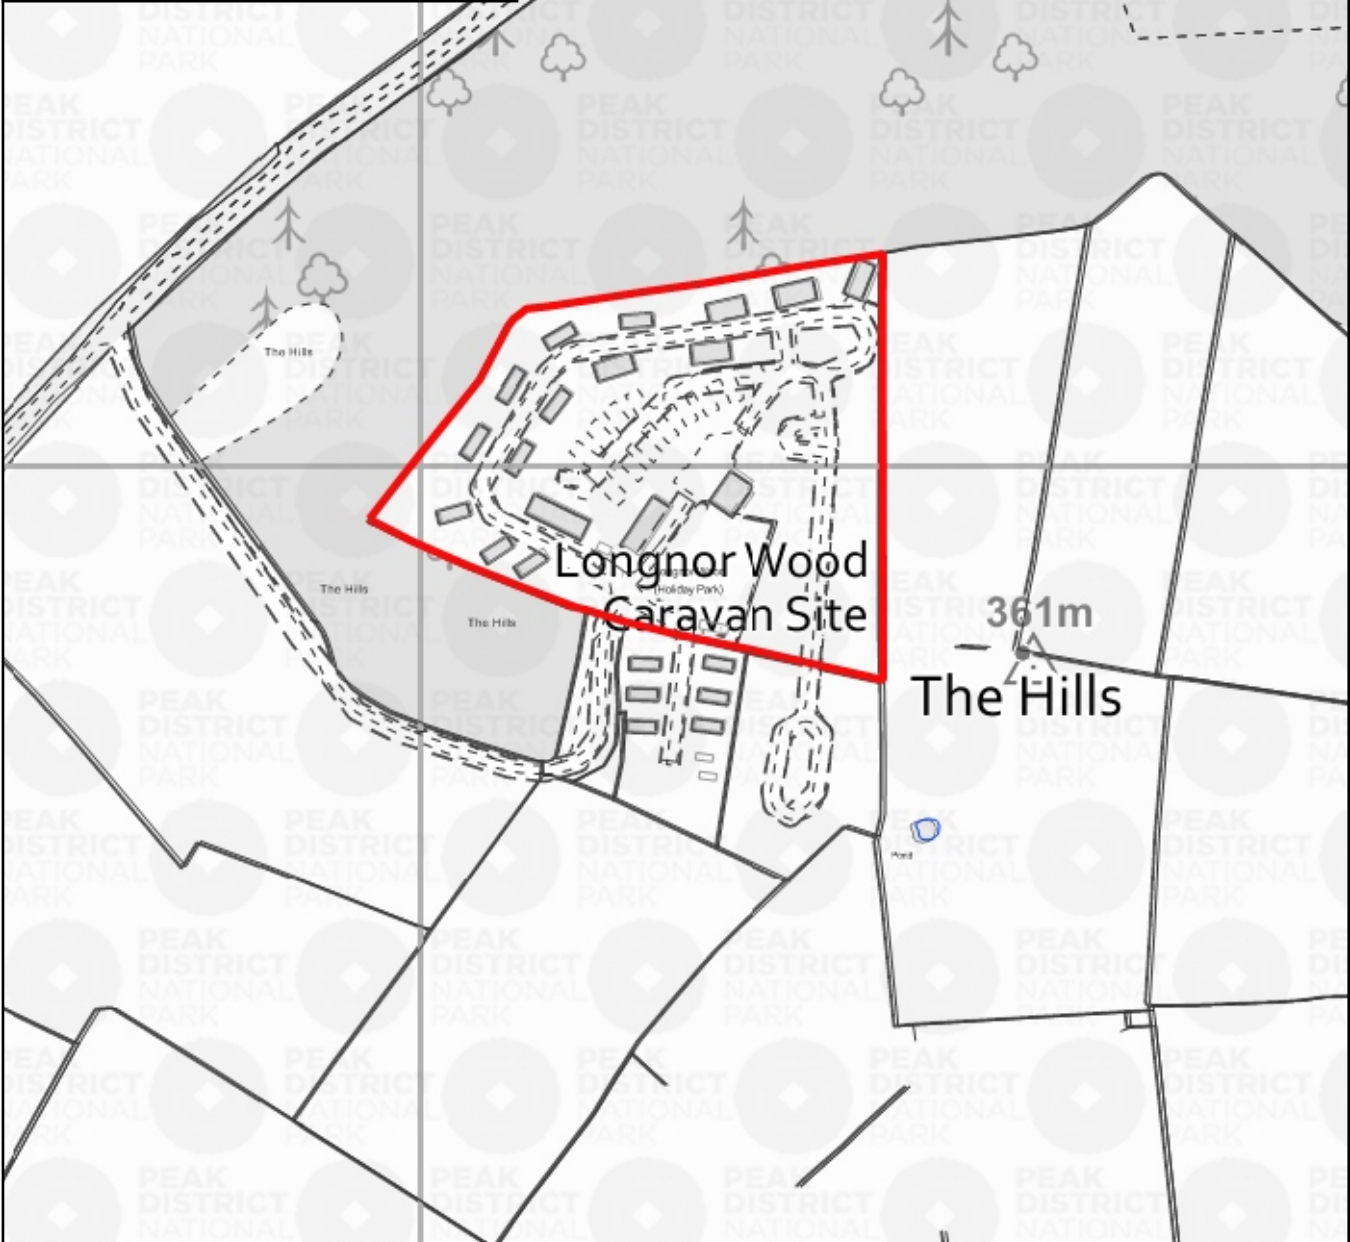 The Hills
Longnor Wood
(Holiday Park)
Caravan Site
The Hills
The Hills
361m
The Hills
Pond
PEAK
DISTRICT
NATIONAL
PARK